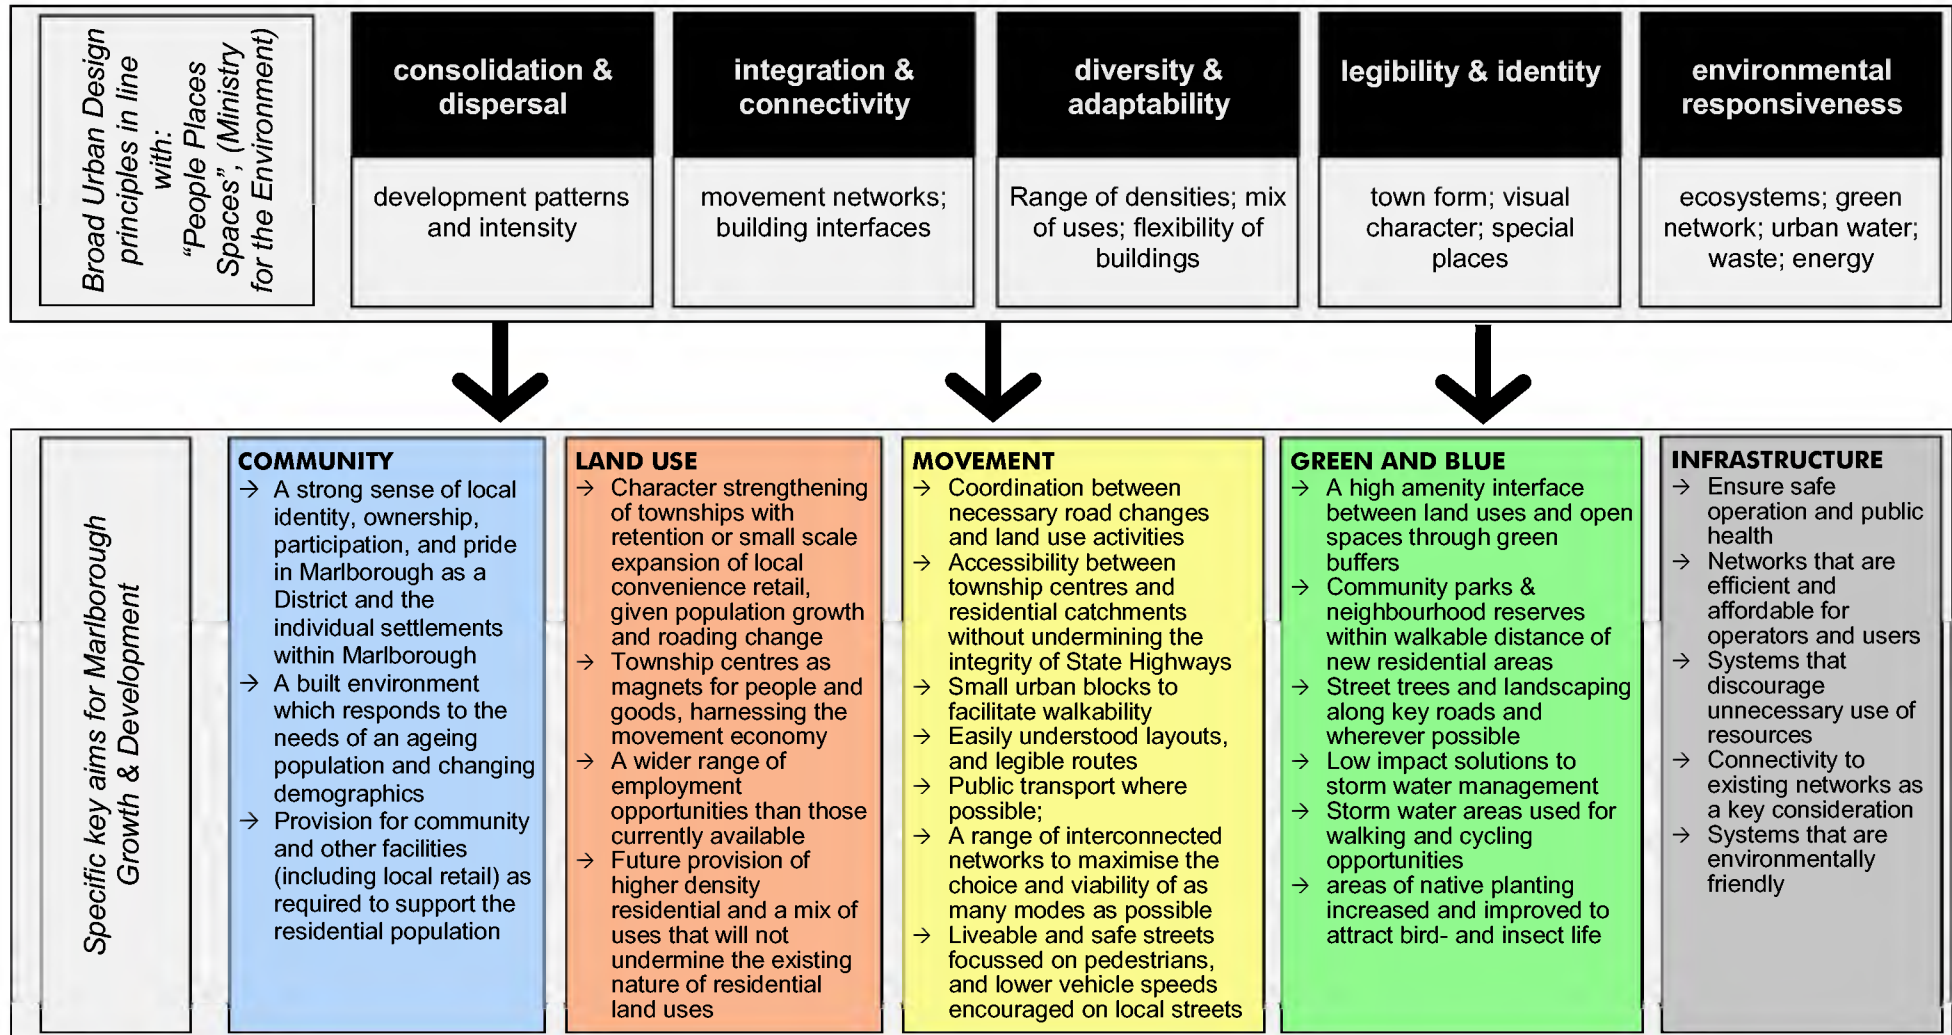 Broad Urban Design
principles in line
with:
“People Places
Spaces”, (Ministry
for the Environment)
consolidation &
dispersal
development patterns
and intensity
integration &
connectivity
movement networks;
building interfaces
diversity &
adaptability
Range of densities; mix
of uses; flexibility of
buildings
legibility & identity
town form; visual
character; special
places
environmental
responsiveness
ecosystems; green
network; urban water;
waste; energy
Specific key aims for Marlborough
Growth & Development
COMMUNITY
→ A strong sense of local
identity, ownership,
participation, and pride
in Marlborough as a
District and the
individual settlements
within Marlborough
→ A built environment
which responds to the
needs of an ageing
population and changing
demographics
→ Provision for community
and other facilities
(including local retail) as
required to support the
residential population
LAND USE
→ Character strengthening
of townships with
retention or small scale
expansion of local
convenience retail,
given population growth
and roading change
→ Township centres as
magnets for people and
goods, harnessing the
movement economy
→ A wider range of
employment
opportunities than those
currently available
→ Future provision of
higher density
residential and a mix of
uses that will not
undermine the existing
nature of residential
land uses
MOVEMENT
→ Coordination between
necessary road changes
and land use activities
→ Accessibility between
township centres and
residential catchments
without undermining the
integrity of State Highways
→ Small urban blocks to
facilitate walkability
→ Easily understood layouts,
and legible routes
→ Public transport where
possible;
→ A range of interconnected
networks to maximise the
choice and viability of as
many modes as possible
→ Liveable and safe streets
focussed on pedestrians,
and lower vehicle speeds
encouraged on local streets
GREEN AND BLUE
→ A high amenity interface
between land uses and open
spaces through green
buffers
→ Community parks &
neighbourhood reserves
within walkable distance of
new residential areas
→ Street trees and landscaping
along key roads and
wherever possible
→ Low impact solutions to
storm water management
→ Storm water areas used for
walking and cycling
opportunities
→ areas of native planting
increased and improved to
attract bird- and insect life
INFRASTRUCTURE
→ Ensure safe
operation and public
health
→ Networks that are
efficient and
affordable for
operators and users
→ Systems that
discourage
unnecessary use of
resources
→ Connectivity to
existing networks as
a key consideration
→ Systems that are
environmentally
friendly